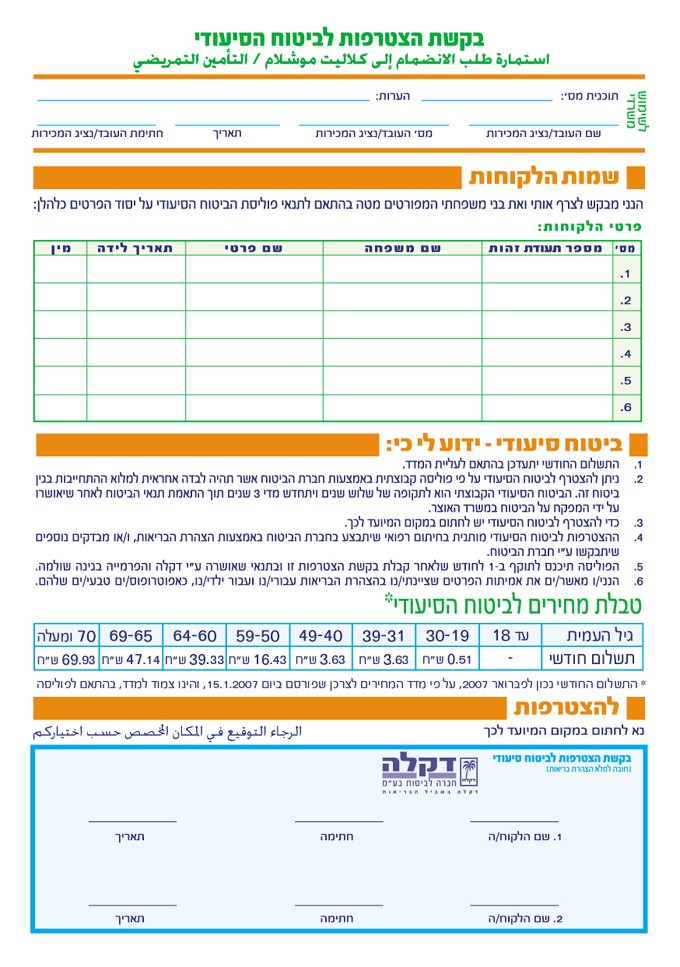 בקשת הצטרפות לביטוח הסיעודי
استمارة طلب الانضمام إلى كلاليت موشلام / التأمين التمريضي
לשימוש משרדי
תוכנית מס': הערות:
שם העובד/נציג המכירות מס' העובד/נציג המכירות תאריך חתימת העובד/נציג המכירות
שמות הלקוחות
הנני מבקש לצרף אותי ואת בני משפחתי המפורטים מטה בהתאם לתנאי פוליסת הביטוח הסיעודי על יסוד הפרטים כלהלן:
פרטי הלקוחות:
מס' מספר תעודת זהות שם משפחה שם פרטי תאריך לידה מין
1.
2.
3.
4.
5.
6.
ביטוח סיעודי - ידוע לי כי:
1. התשלום החודשי יתעדכן בהתאם לעליית המדד.
2. ניתן להצטרף לביטוח הסיעודי על פי פוליסה קבוצתית באמצעות חברת הביטוח אשר תהיה לבדה אחראית למלוא ההתחייבות בגין
ביטוח זה. הביטוח הסיעודי הקבוצתי הוא לתקופה של שלוש שנים ויתחדש מדי 3 שנים תוך התאמת תנאי הביטוח לאחר שיאושרו
על ידי המפקח על הביטוח במשרד האוצר.
3. כדי להצטרף לביטוח הסיעודי יש לחתום במקום המיועד לכך.
4. ההצטרפות לביטוח הסיעודי מותנית בחיתום רפואי שיתבצע בחברת הביטוח באמצעות הצהרת הבריאות, ו/או מבדקים נוספים
שיתבקשו ע"י חברת הביטוח.
5. הפוליסה תיכנס לתוקף ב-1 לחודש שלאחר קבלת בקשת הצטרפות זו ובתנאי שאושרה ע"י דקלה והפרמייה בגינה שולמה.
6. הנני/ו מאשר/ים את אמיתות הפרטים שציינתי/נו בהצהרת הבריאות עבורי/נו ועבור ילדי/נו, כאפוטרופוס/ים טבעי/ים שלהם.
טבלת מחירים לביטוח הסיעודי*
גיל העמית עד 18 30-19 39-31 49-40 59-50 64-60 69-65 70 ומעלה
תשלום חודשי - 0.51 ש"ח 3.63 ש"ח 3.63 ש"ח 16.43 ש"ח 39.33 ש"ח 47.14 ש"ח 69.93 ש"ח
* התשלום החודשי נכון לפברואר 2007, על פי מדד המחירים לצרכן שפורסם ביום 15.1.2007, והינו צמוד למדד, בהתאם לפוליסה
להצטרפות
נא לחתום במקום המיועד לכך الرجاء التوقيع في المكان المخصص حسب اختياركم
בקשת הצטרפות לביטוח סיעודי
(חובה למלא הצהרת בריאות)
דקלה
דקלה
חברה לביטוח בע"מ
דקלה בשביל הבריאות
1. שם הלקוח/ה חתימה תאריך
2. שם הלקוח/ה חתימה תאריך